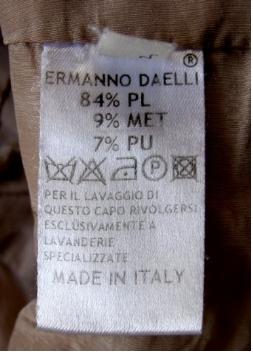 ®
ERMANNO DAELLI
84% PL
9% MET
7% PU
P
PER IL LAVAGGIO DI
QUESTO CAPO RIVOLGERSI
ESCLUSIVAMENTE A
LAVANDERIE
SPECIALIZZATE
MADE IN ITALY